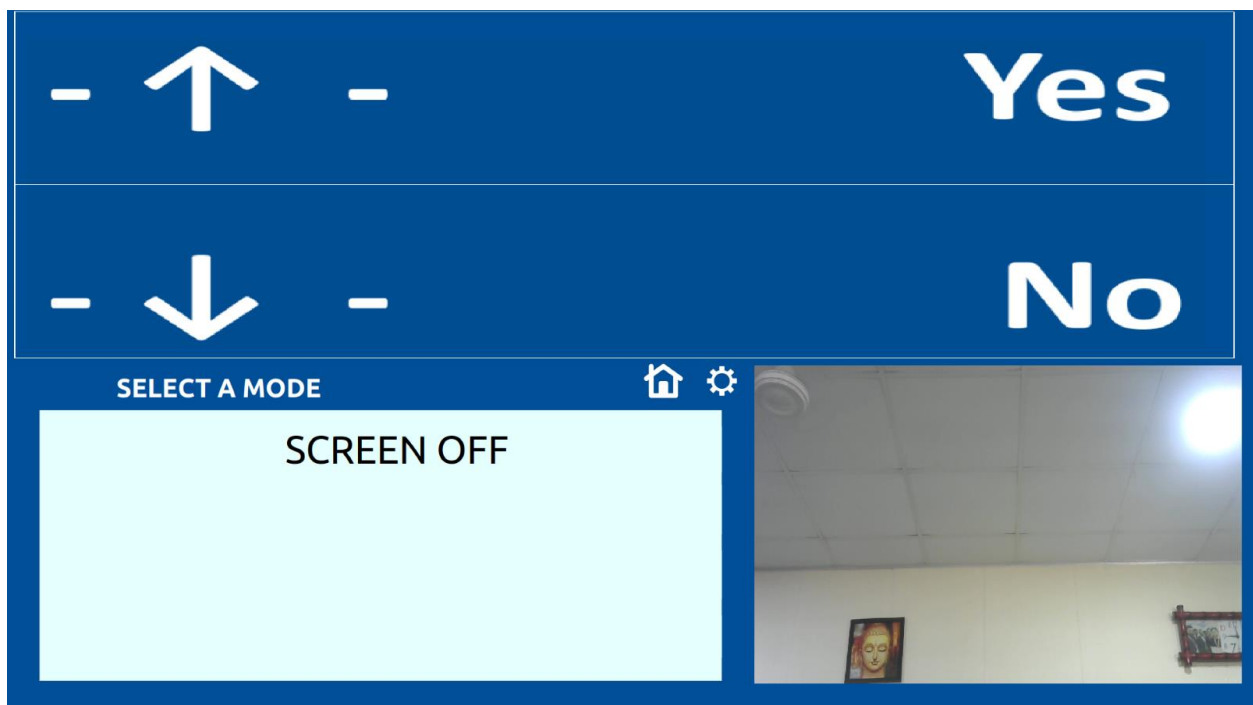 - ↑ - Yes
- ↓ - No
SELECT A MODE
SCREEN OFF